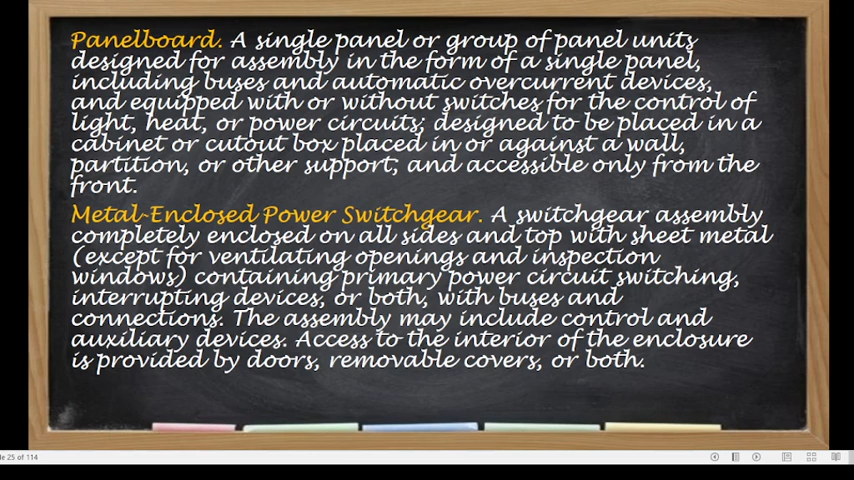 Panelboard. A single panel or group of panel units
designed for assembly in the form of a single panel,
including buses and automatic overcurrent devices,
and equipped with or without switches for the control of
light, heat, or power circuits; designed to be placed in a
cabinet or cutout box placed in or against a wall,
partition, or other support; and accessible only from the
front.
Metal-Enclosed Power Switchgear. A switchgear assembly
completely enclosed on all sides and top with sheet metal
(except for ventilating openings and inspection
windows) containing primary power circuit switching,
interrupting devices, or both, with buses and
connections. The assembly may include control and
auxiliary devices. Access to the interior of the enclosure
is provided by doors, removable covers, or both.
25 of 114